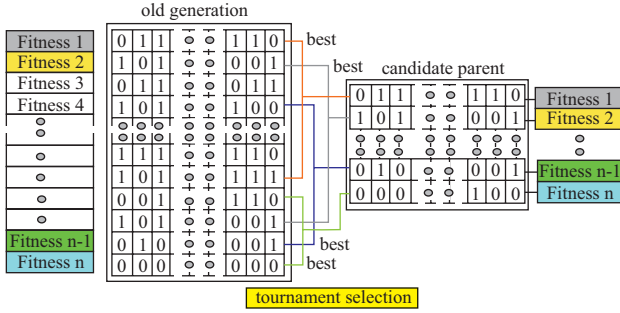 old generation
Fitness 1 0 1 1 1 1 0 best
Fitness 2 1 0 1 0 0 1 best
Fitness 3 1 0 1 1 1 0
Fitness 4 1 0 1 1 0 0
1 1 1 1 1 0
1 0 1 1 1 1
0 0 1 1 1 0
1 0 1 0 0 1
Fitness n-1 0 1 0 0 0 1 best
Fitness n 0 0 0 0 0 0 best
candidate parent
0 1 1 1 1 0 Fitness 1
1 0 1 0 0 1 Fitness 2
0 1 0 0 0 1 Fitness n-1
0 0 0 1 0 0 Fitness n
tournament selection